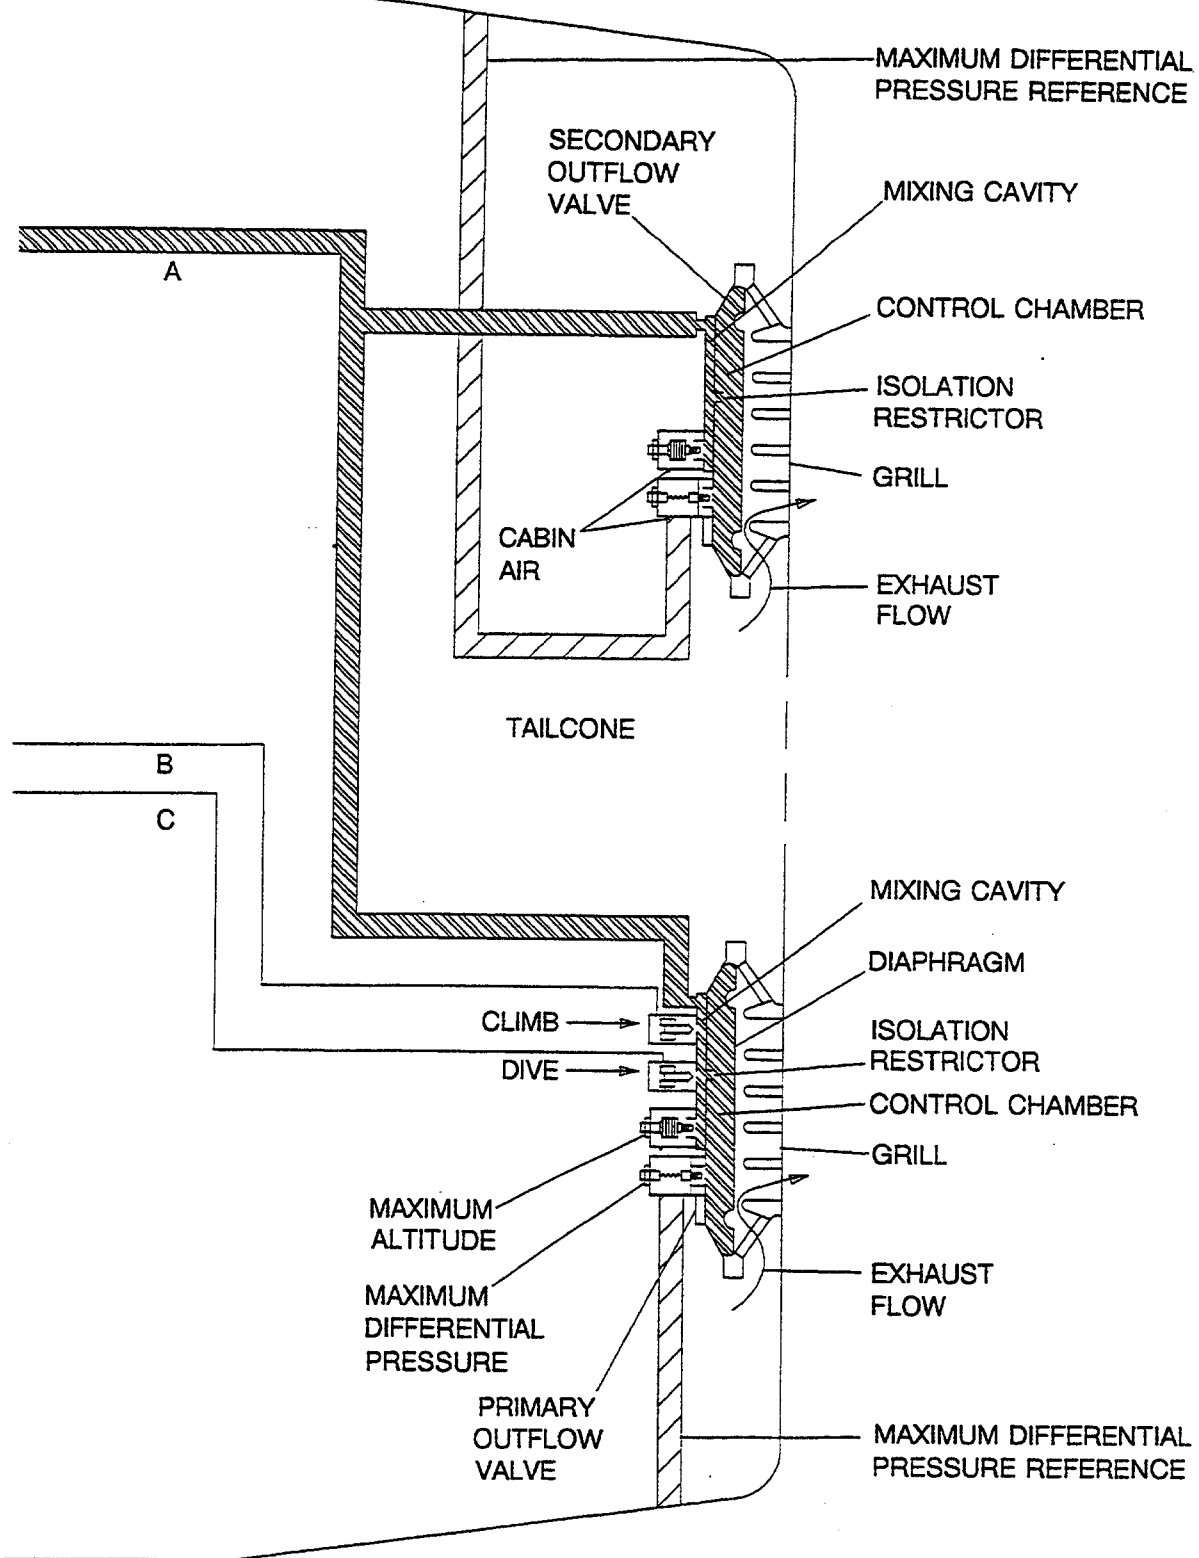 MAXIMUM DIFFERENTIAL
PRESSURE REFERENCE
SECONDARY
OUTFLOW
VALVE
MIXING CAVITY
A
CONTROL CHAMBER
ISOLATION
RESTRICTOR
GRILL
CABIN
AIR
EXHAUST
FLOW
TAILCONE
B
C
MIXING CAVITY
DIAPHRAGM
CLIMB
ISOLATION
RESTRICTOR
DIVE
CONTROL CHAMBER
GRILL
MAXIMUM
ALTITUDE
EXHAUST
FLOW
MAXIMUM
DIFFERENTIAL
PRESSURE
PRIMARY
OUTFLOW
VALVE
MAXIMUM DIFFERENTIAL
PRESSURE REFERENCE